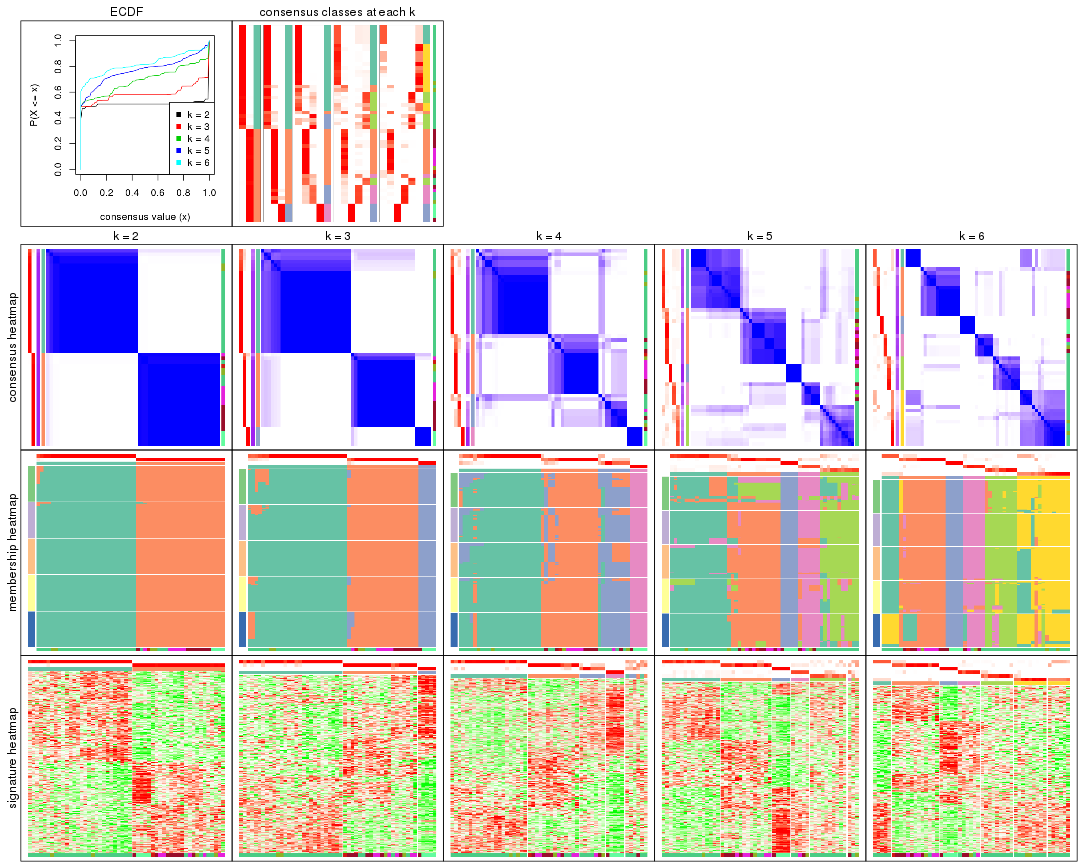 ECDF
consensus classes at each k
P(X <= x)
1.0
0.8
0.6
0.4
0.2
0.0
k = 2
k = 3
k = 4
k = 5
k = 6
0.0 0.2 0.4 0.6 0.8 1.0
consensus value (x)
k = 2 k = 3 k = 4 k = 5 k = 6
consensus heatmap
membership heatmap
signature heatmap